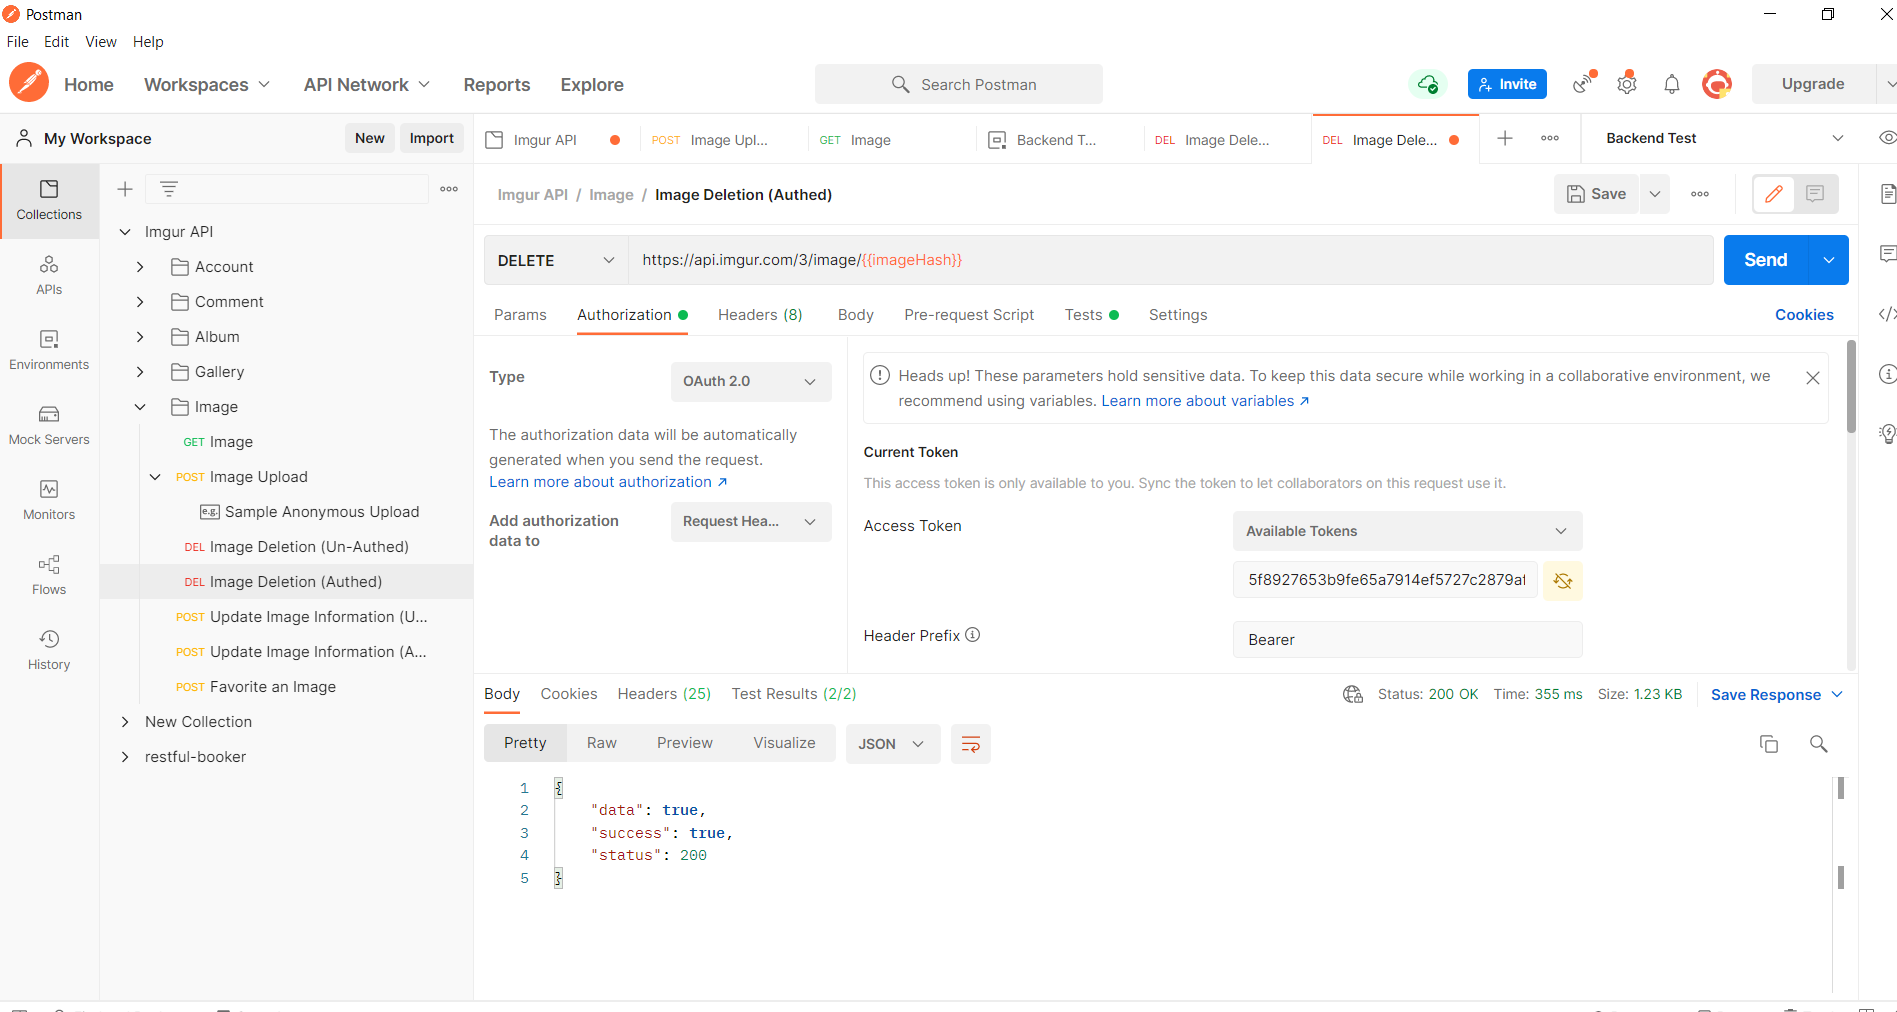 Postman
File Edit View Help
Home Workspaces API Network Reports Explore Search Postman Invite Upgrade
My Workspace New Import
Imgur API POST Image Upl... GET Image Backend T... DEL Image Dele... DEL Image Dele... Backend Test
Collections
APIs
Environments
Mock Servers
Monitors
Flows
History
Imgur API
Account
Comment
Album
Gallery
Image
GET Image
POST Image Upload
e.g. Sample Anonymous Upload
DEL Image Deletion (Un-Authed)
DEL Image Deletion (Authed)
POST Update Image Information (U...
POST Update Image Information (A...
POST Favorite an Image
New Collection
restful-booker
Imgur API / Image / Image Deletion (Authed) Save
DELETE https://api.imgur.com/3/image/{{imageHash}} Send
Params Authorization Headers (8) Body Pre-request Script Tests Settings Cookies
Type OAuth 2.0
The authorization data will be automatically
generated when you send the request.
Learn more about authorization ↗
Add authorization
data to
Request Hea...
Heads up! These parameters hold sensitive data. To keep this data secure while working in a collaborative environment, we
recommend using variables. Learn more about variables ↗
Current Token
This access token is only available to you. Sync the token to let collaborators on this request use it.
Access Token Available Tokens
5f8927653b9fe65a7914ef5727c2879af
Header Prefix Bearer
Body Cookies Headers (25) Test Results (2/2) Status: 200 OK Time: 355 ms Size: 1.23 KB Save Response
Pretty Raw Preview Visualize JSON
1 {
2 "data": true,
3 "success": true,
4 "status": 200
5 }